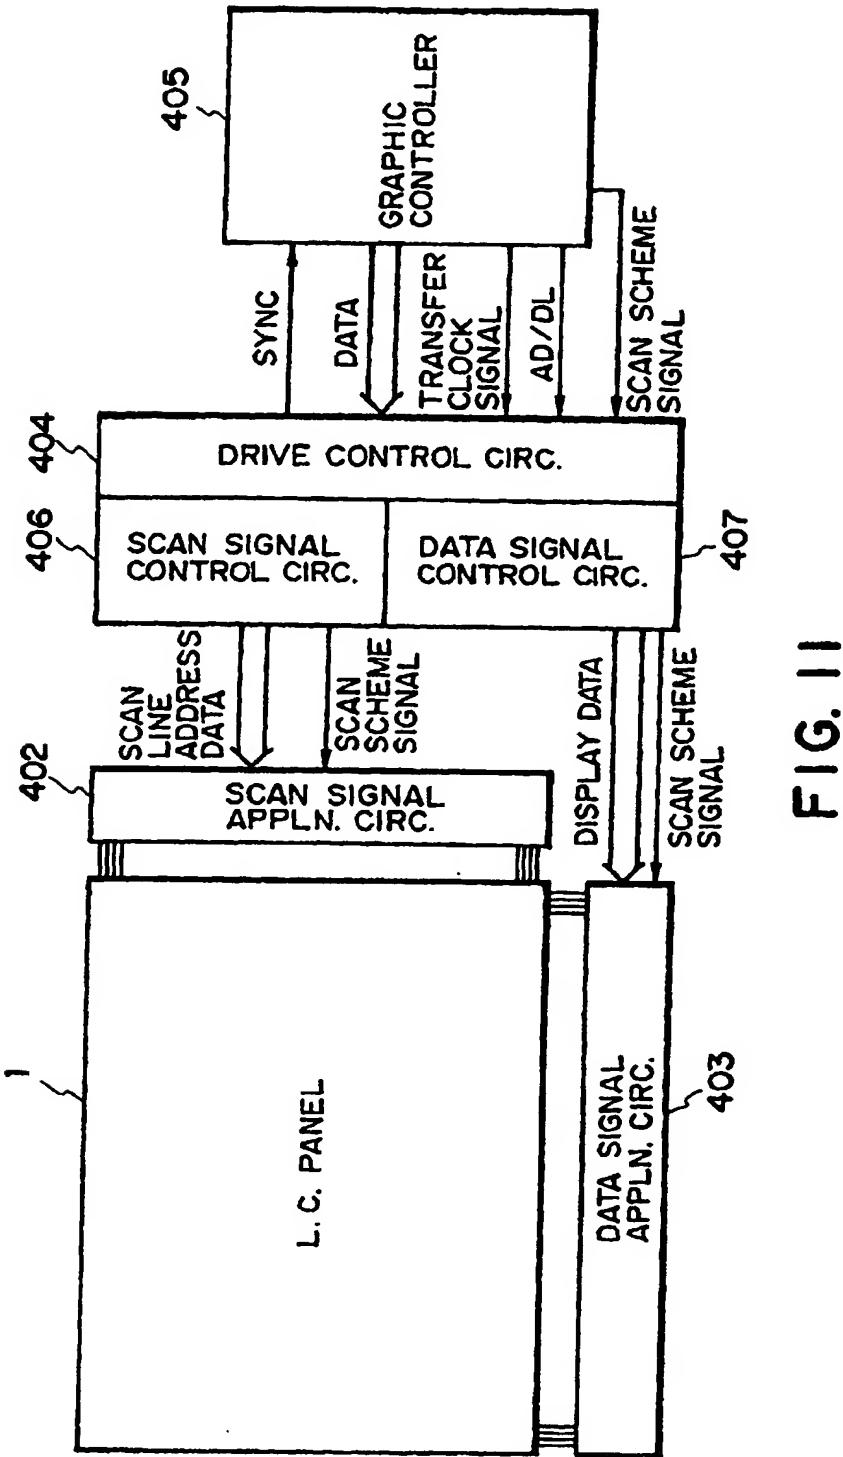 405
GRAPHIC
CONTROLLER
SYNC
DATA
TRANSFER
CLOCK
SIGNAL
AD/DL
SCAN SCHEME
SIGNAL
404
DRIVE CONTROL CIRC.
406
SCAN SIGNAL
CONTROL CIRC.
DATA SIGNAL
CONTROL CIRC.
407
SCAN
LINE
ADDRESS
DATA
SCAN
SCHEME
SIGNAL
DISPLAY DATA
SCAN SCHEME
SIGNAL
402
SCAN SIGNAL
APPLN. CIRC.
1
L.C. PANEL
DATA SIGNAL
APPLN. CIRC.
403
FIG. 11